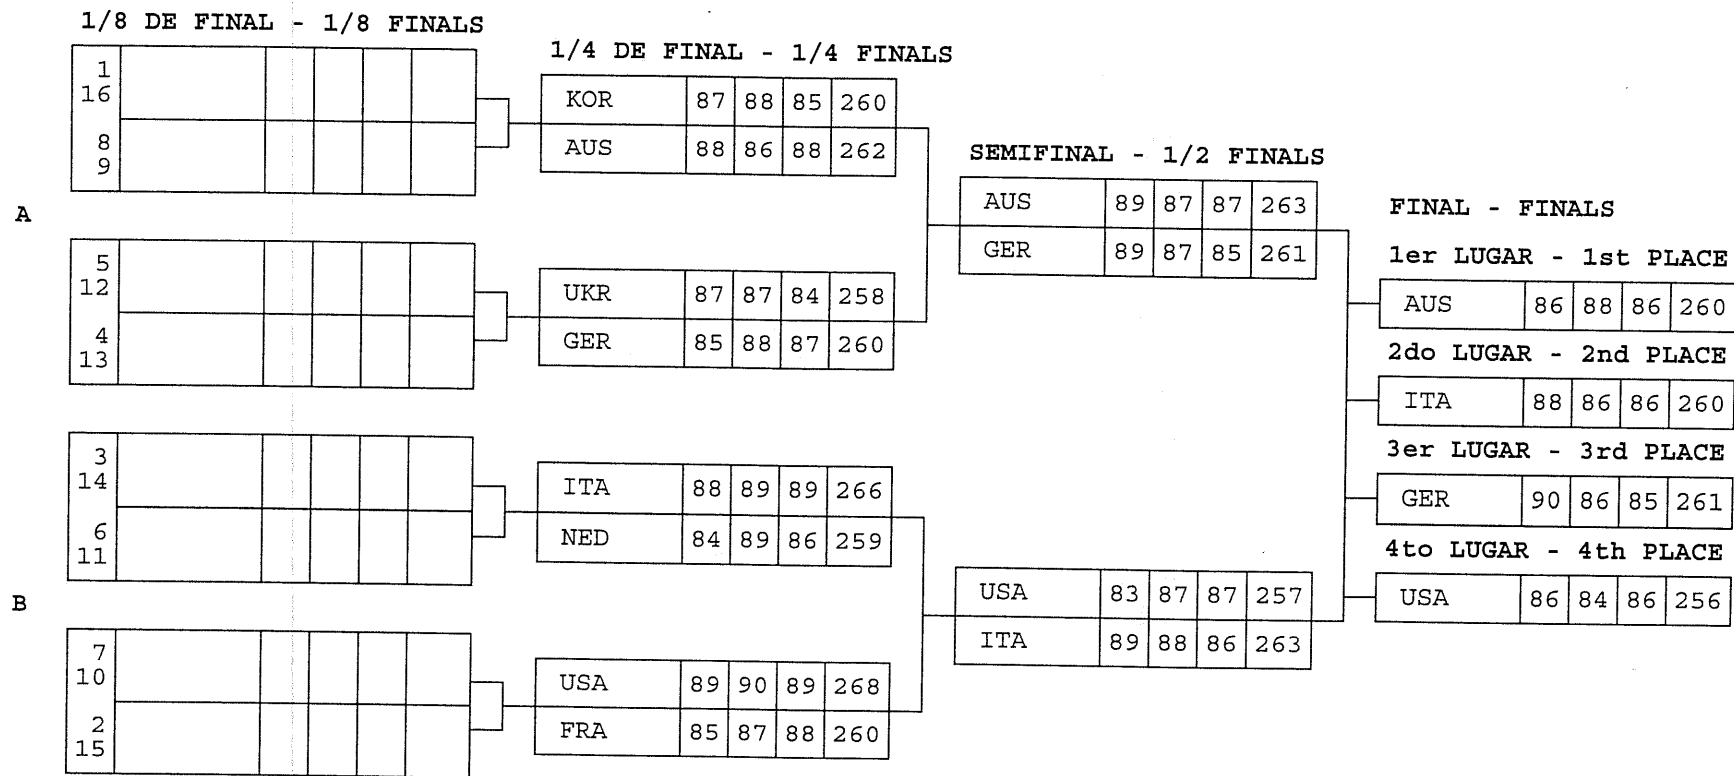 1/8 DE FINAL - 1/8 FINALS
1
16
8
9
A
5
12
4
13
3
14
6
11
B
7
10
2
15
1/4 DE FINAL - 1/4 FINALS
KOR 87 88 85 260
AUS 88 86 88 262
UKR 87 87 84 258
GER 85 88 87 260
ITA 88 89 89 266
NED 84 89 86 259
USA 89 90 89 268
FRA 85 87 88 260
SEMIFINAL - 1/2 FINALS
AUS 89 87 87 263
GER 89 87 85 261
USA 83 87 87 257
ITA 89 88 86 263
FINAL - FINALS
1er LUGAR - 1st PLACE
AUS 86 88 86 260
2do LUGAR - 2nd PLACE
ITA 88 86 86 260
3er LUGAR - 3rd PLACE
GER 90 86 85 261
4to LUGAR - 4th PLACE
USA 86 84 86 256